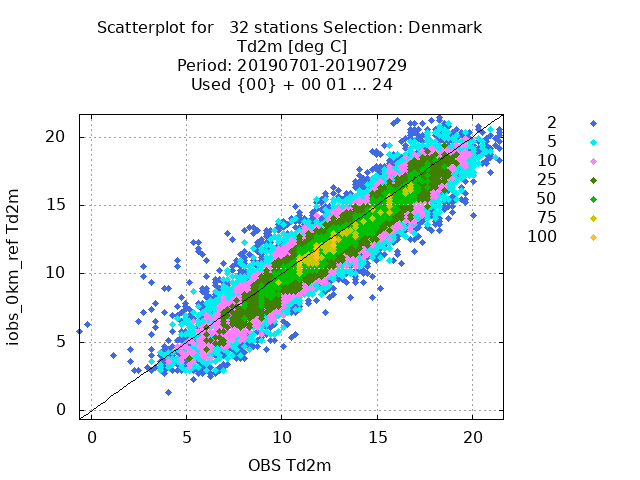 Scatterplot for   32 stations Selection: Denmark
Td2m [deg C]
Period: 20190701-20190729
Used {00} + 00 01 ... 24
iobs_0km_ref Td2m
20
15
10
5
0
0 5 10 15 20
OBS Td2m
2
5
10
25
50
75
100